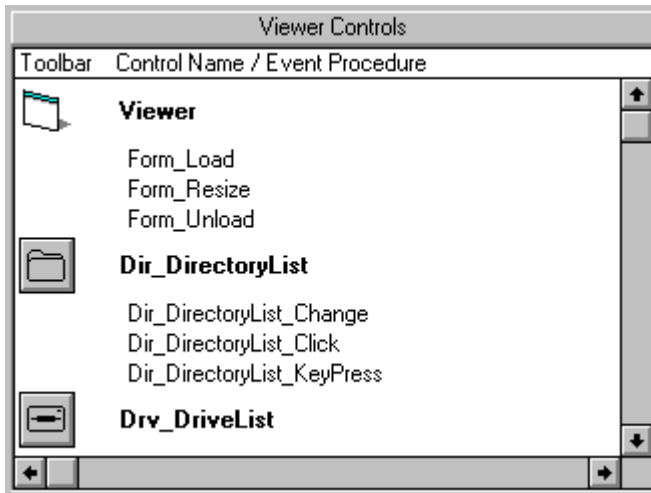 Viewer Controls
Toolbar Control Name / Event Procedure
Viewer
Form_Load
Form_Resize
Form_Unload
Dir_DirectoryList
Dir_DirectoryList_Change
Dir_DirectoryList_Click
Dir_DirectoryList_KeyPress
Drv_DriveList